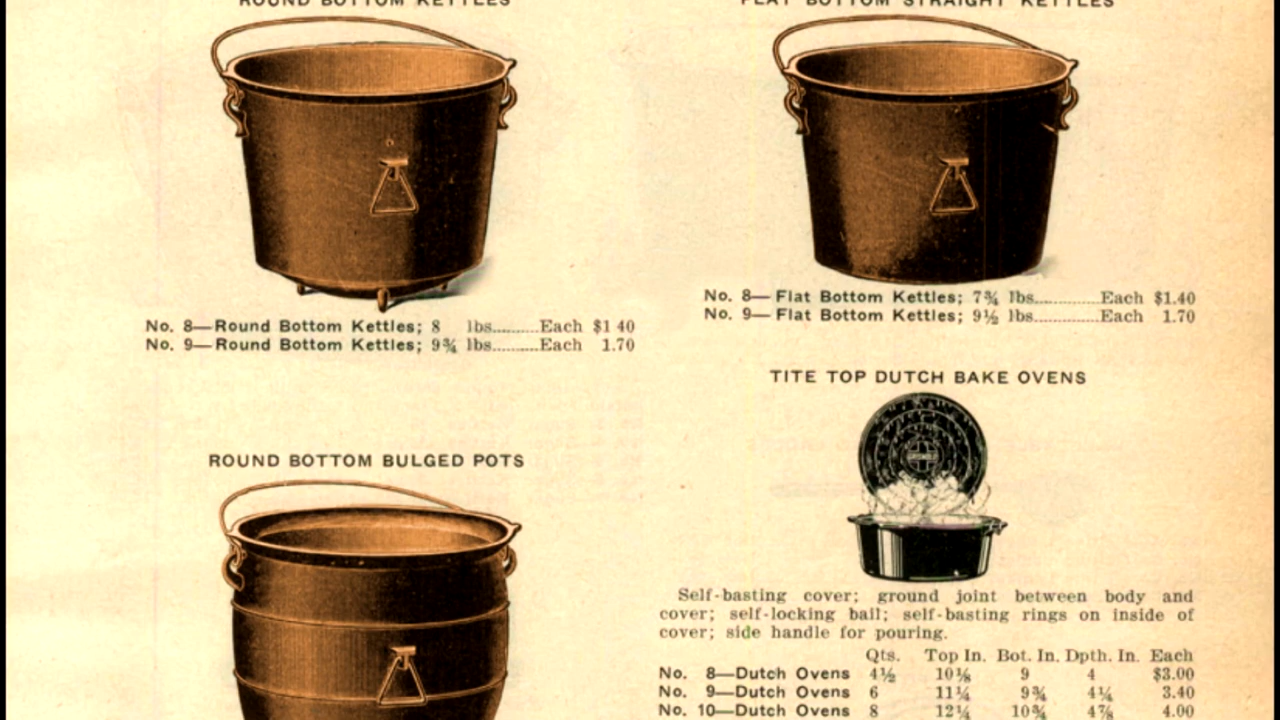 ROUND BOTTOM KETTLES
No. 8—Round Bottom Kettles; 8 lbs.........Each $1 40
No. 9—Round Bottom Kettles; 9¾ lbs.........Each 1.70
ROUND BOTTOM BULGED POTS
FLAT BOTTOM STRAIGHT KETTLES
No. 8—Flat Bottom Kettles; 7¾ lbs............Each $1.40
No. 9—Flat Bottom Kettles; 9½ lbs............Each 1.70
TITE TOP DUTCH BAKE OVENS
Self-basting cover; ground joint between body and
cover; self-locking bail; self-basting rings on inside of
cover; side handle for pouring.
Qts. Top In. Bot. In. Dpth. In. Each
No. 8—Dutch Ovens 4½ 10⅛ 9 4 $3.00
No. 9—Dutch Ovens 6 11¼ 9¾ 4¼ 3.40
No. 10—Dutch Ovens 8 12¼ 10¾ 4⅞ 4.00